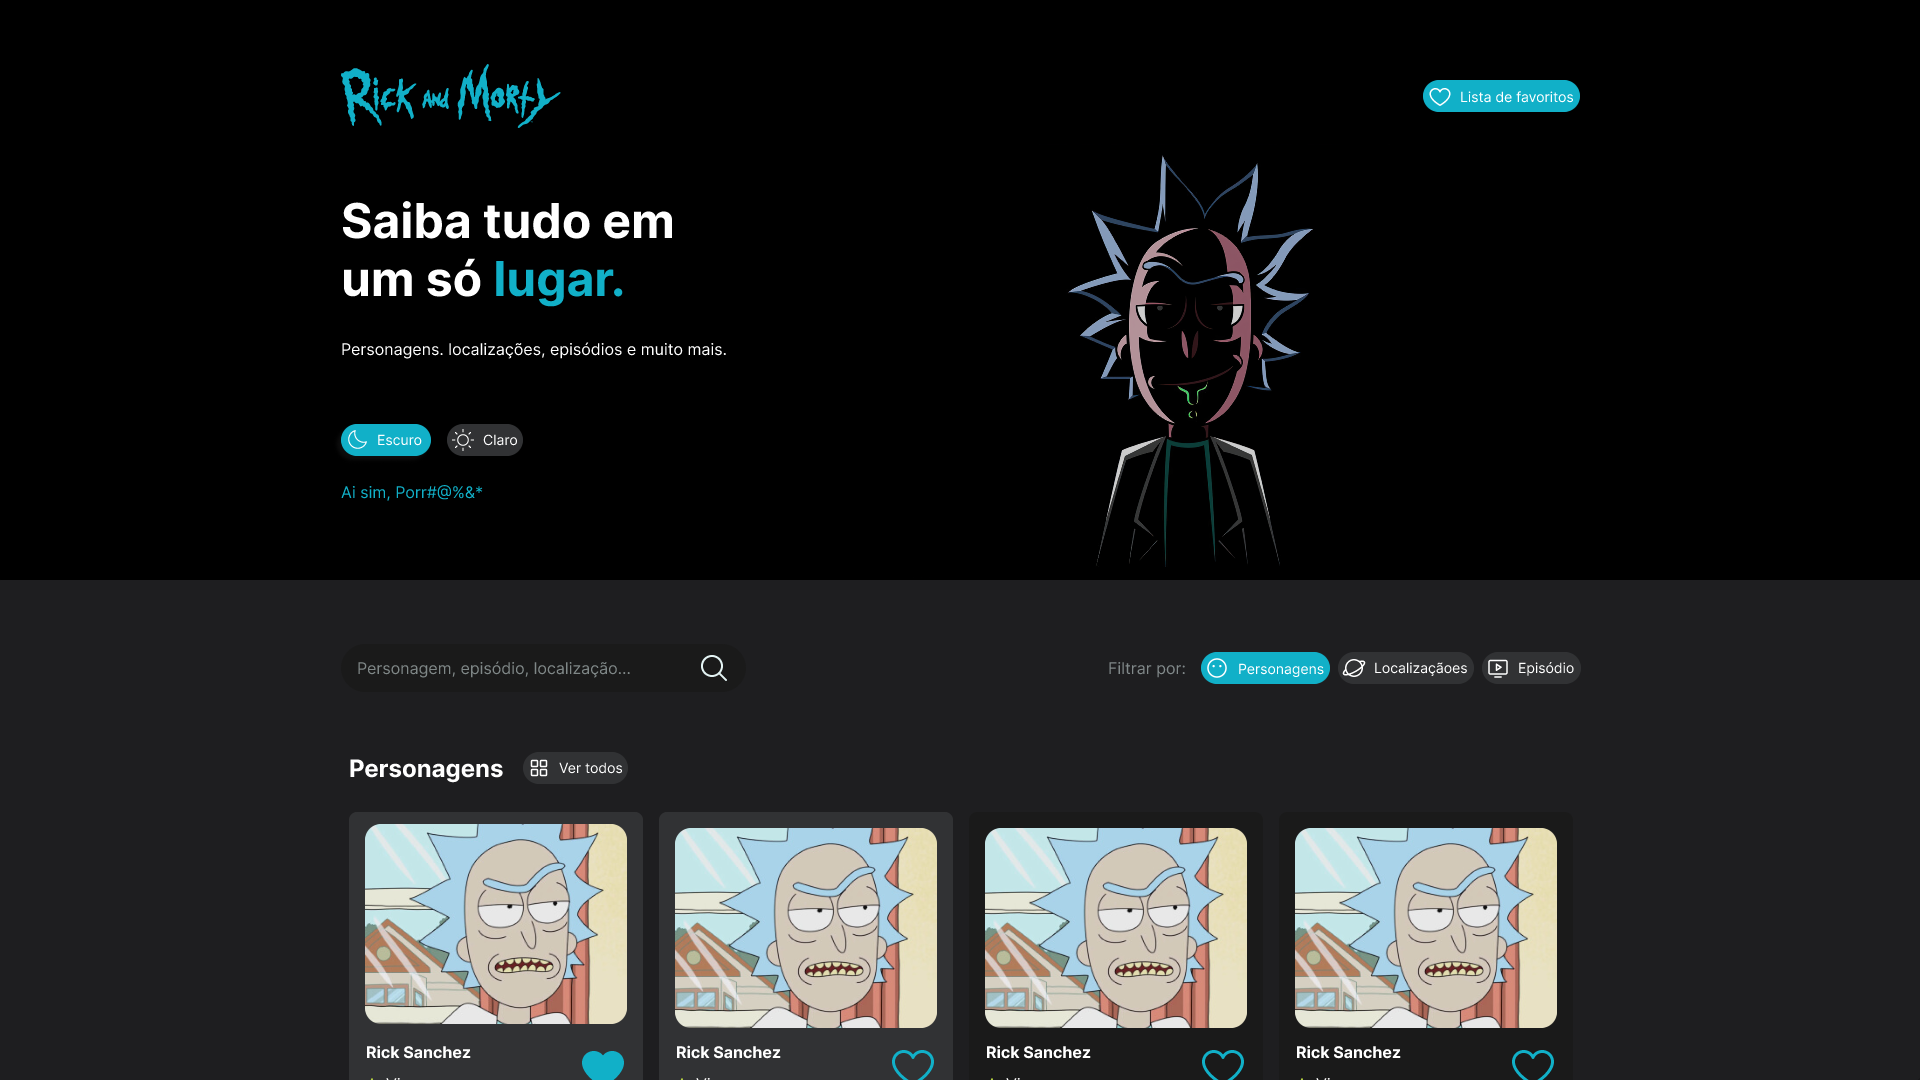 Rick and Morty
Lista de favoritos
Saiba tudo em
um só lugar.
Personagens. localizações, episódios e muito mais.
Escuro
Claro
Ai sim, Porr#@%&*
Personagem, episódio, localização...
Filtrar por:
Personagens
Localizaçãoes
Episódio
Personagens
Ver todos
Rick Sanchez
Rick Sanchez
Rick Sanchez
Rick Sanchez